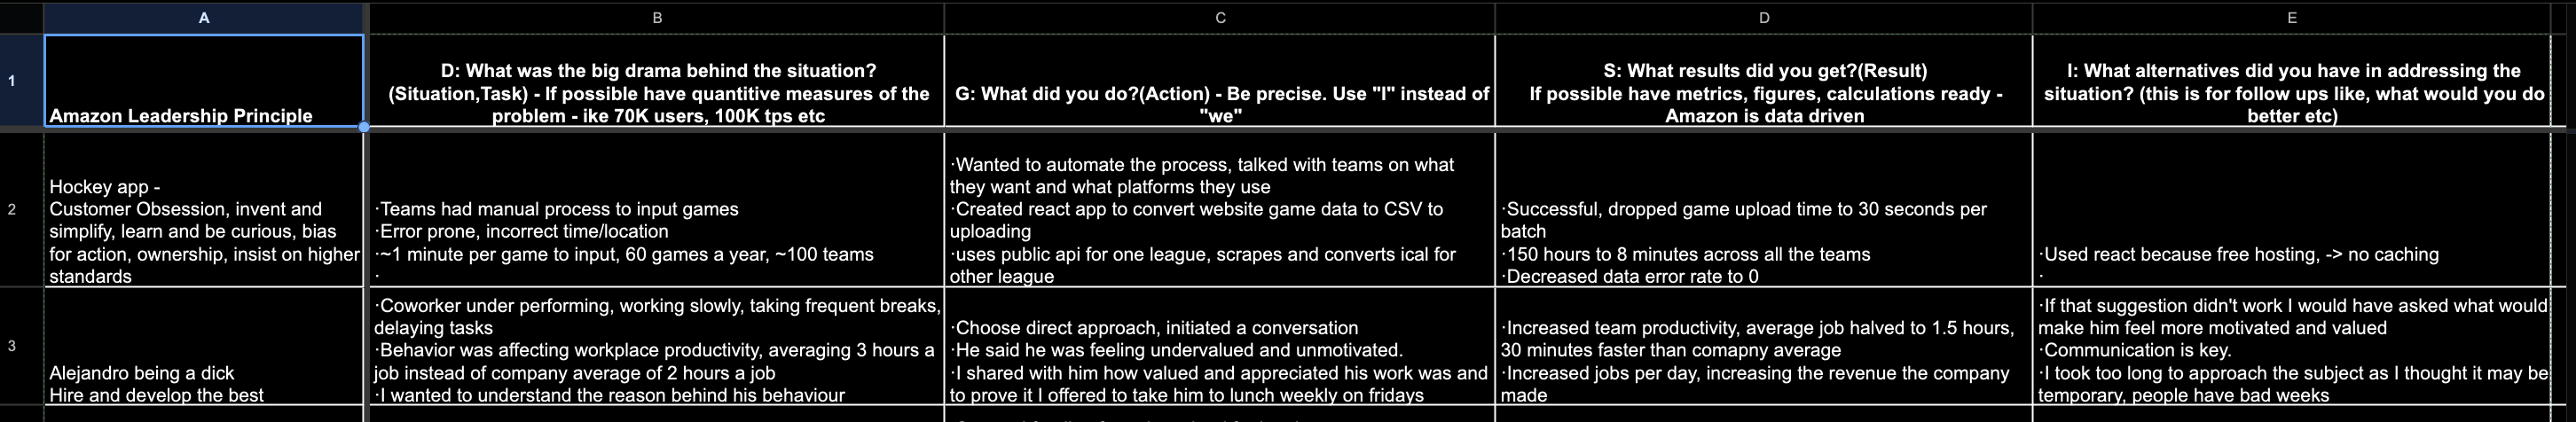 A
B
C
D
E
1
Amazon Leadership Principle
D: What was the big drama behind the situation?
(Situation,Task) - If possible have quantitive measures of the
problem - ike 70K users, 100K tps etc
G: What did you do?(Action) - Be precise. Use "I" instead of
"we"
S: What results did you get?(Result)
If possible have metrics, figures, calculations ready -
Amazon is data driven
I: What alternatives did you have in addressing the
situation? (this is for follow ups like, what would you do
better etc)
2
Hockey app -
Customer Obsession, invent and
simplify, learn and be curious, bias
for action, ownership, insist on higher
standards
·Teams had manual process to input games
·Error prone, incorrect time/location
·~1 minute per game to input, 60 games a year, ~100 teams
·
·Wanted to automate the process, talked with teams on what
they want and what platforms they use
·Created react app to convert website game data to CSV to
uploading
·uses public api for one league, scrapes and converts ical for
other league
·Successful, dropped game upload time to 30 seconds per
batch
·150 hours to 8 minutes across all the teams
·Decreased data error rate to 0
·Used react because free hosting, -> no caching
·
3
Alejandro being a dick
Hire and develop the best
·Coworker under performing, working slowly, taking frequent breaks,
delaying tasks
·Behavior was affecting workplace productivity, averaging 3 hours a
job instead of company average of 2 hours a job
·I wanted to understand the reason behind his behaviour
·Choose direct approach, initiated a conversation
·He said he was feeling undervalued and unmotivated.
·I shared with him how valued and appreciated his work was and
to prove it I offered to take him to lunch weekly on fridays
·Increased team productivity, average job halved to 1.5 hours,
30 minutes faster than comapny average
·Increased jobs per day, increasing the revenue the company
made
·If that suggestion didn't work I would have asked what would
make him feel more motivated and valued
·Communication is key.
·I took too long to approach the subject as I thought it may be
temporary, people have bad weeks